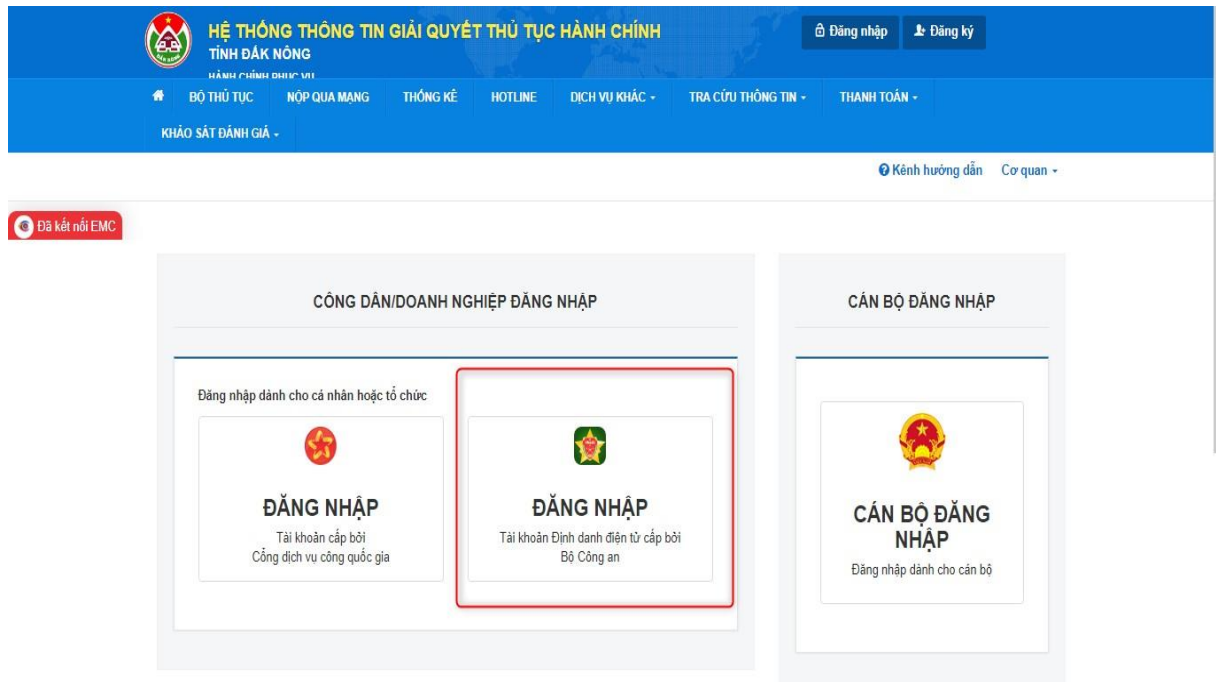 HỆ THỐNG THÔNG TIN GIẢI QUYẾT THỦ TỤC HÀNH CHÍNH
TỈNH ĐẮK NÔNG
HÀNH CHÍNH PHỤC VỤ
Đăng nhập
Đăng ký
BỘ THỦ TỤC
NỘP QUA MẠNG
THỐNG KÊ
HOTLINE
DỊCH VỤ KHÁC
TRA CỨU THÔNG TIN
THANH TOÁN
KHẢO SÁT ĐÁNH GIÁ
Kênh hướng dẫn
Cơ quan
Đã kết nối EMC
CÔNG DÂN/DOANH NGHIỆP ĐĂNG NHẬP
Đăng nhập dành cho cá nhân hoặc tổ chức
ĐĂNG NHẬP
Tài khoản cấp bởi
Cổng dịch vụ công quốc gia
ĐĂNG NHẬP
Tài khoản Định danh điện tử cấp bởi
Bộ Công an
CÁN BỘ ĐĂNG NHẬP
CÁN BỘ ĐĂNG
NHẬP
Đăng nhập dành cho cán bộ